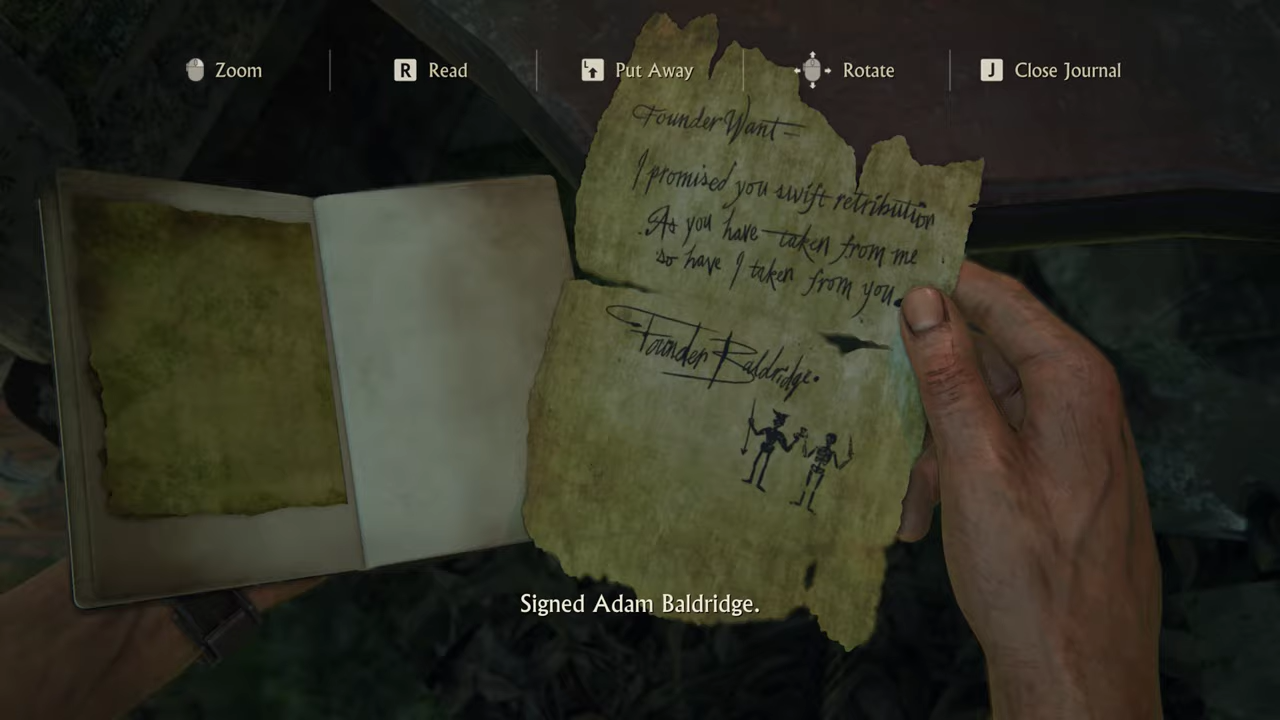 Zoom
R Read
L Put Away
Rotate
J Close Journal
Founder Want –
I promised you swift retribution
As you have taken from me
so have I taken from you.
Founder Baldridge.
Signed Adam Baldridge.